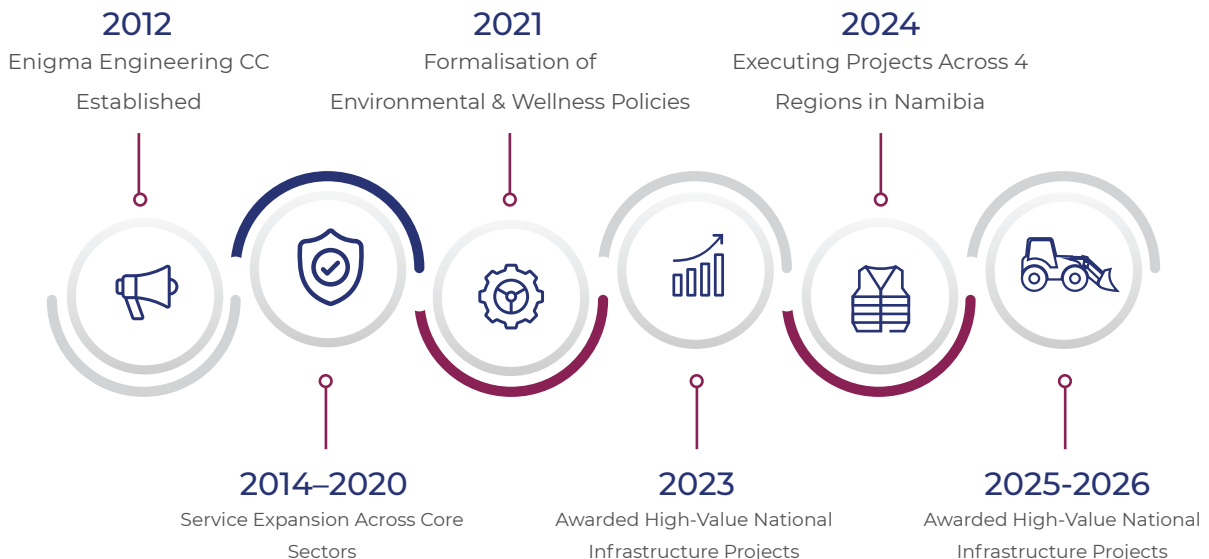 2012
Enigma Engineering CC
Established
2021
Formalisation of
Environmental & Wellness Policies
2024
Executing Projects Across 4
Regions in Namibia
2014–2020
Service Expansion Across Core
Sectors
2023
Awarded High-Value National
Infrastructure Projects
2025-2026
Awarded High-Value National
Infrastructure Projects